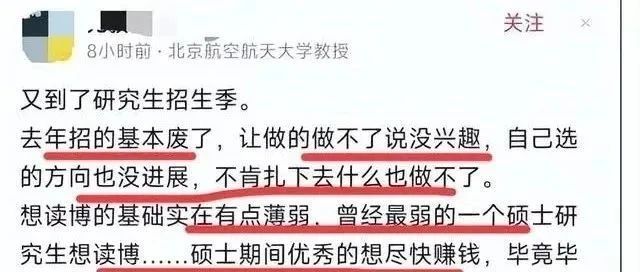 关注
8小时前·北京航空航天大学教授
又到了研究生招生季。
去年招的基本废了，让做的做不了说没兴趣，自己选
的方向也没进展，不肯扎下去什么也做不了。
想读博的基础实在有点薄弱，曾经最弱的一个硕士研
究生想读博……硕士期间优秀的想尽快赚钱，毕竟毕